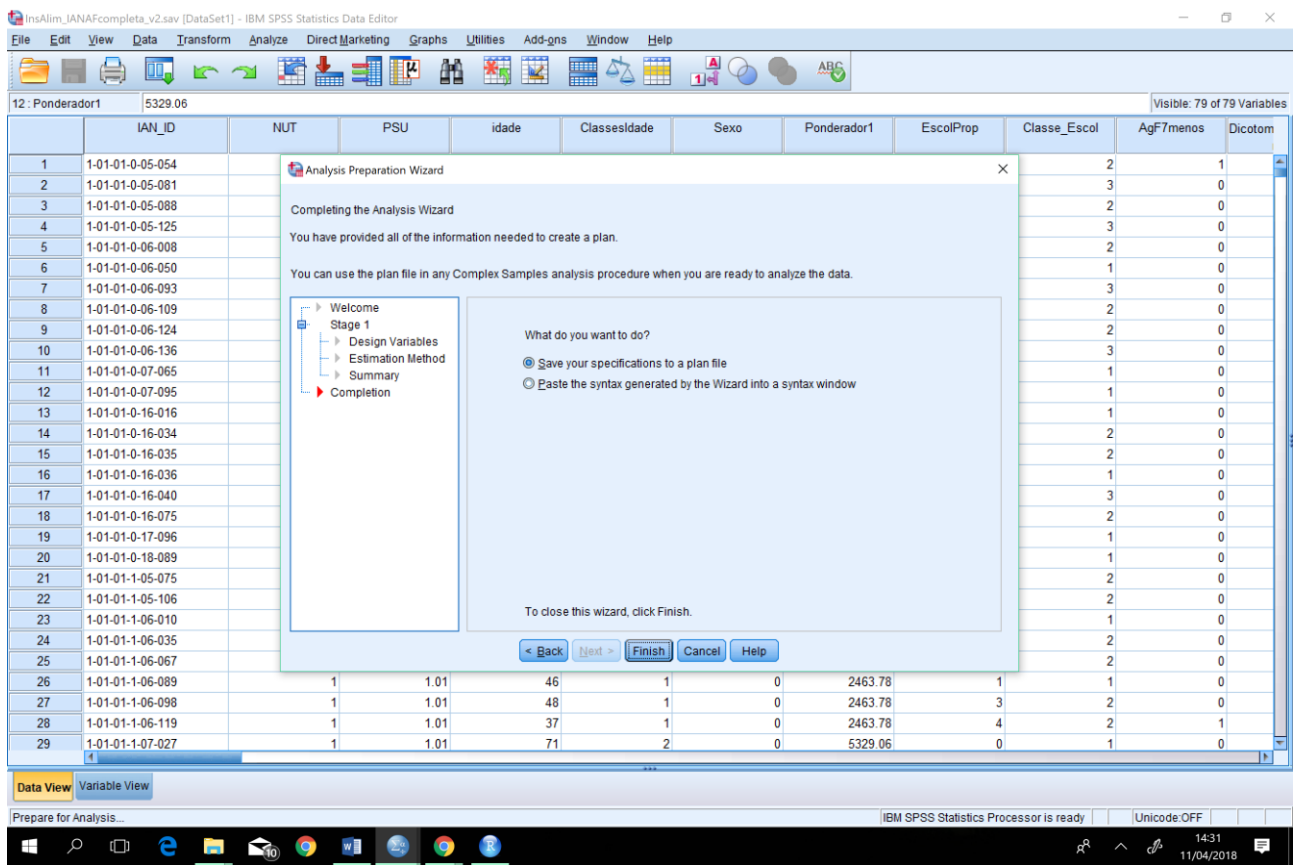 InsAlim_IANAFcompleta_v2.sav [DataSet1] - IBM SPSS Statistics Data Editor
File Edit View Data Transform Analyze Direct Marketing Graphs Utilities Add-ons Window Help
12 : Ponderador1 5329.06 Visible: 79 of 79 Variables
IAN_ID NUT PSU idade ClassesIdade Sexo Ponderador1 EscolProp Classe_Escol AgF7menos Dicotom
1 1-01-01-0-05-054 2 1
2 1-01-01-0-05-081 3 0
3 1-01-01-0-05-088 2 0
4 1-01-01-0-05-125 3 0
5 1-01-01-0-06-008 2 0
6 1-01-01-0-06-050 1 0
7 1-01-01-0-06-093 3 0
8 1-01-01-0-06-109 2 0
9 1-01-01-0-06-124 2 0
10 1-01-01-0-06-136 3 0
11 1-01-01-0-07-065 1 0
12 1-01-01-0-07-095 1 0
13 1-01-01-0-16-016 1 0
14 1-01-01-0-16-034 2 0
15 1-01-01-0-16-035 2 0
16 1-01-01-0-16-036 1 0
17 1-01-01-0-16-040 3 0
18 1-01-01-0-16-075 2 0
19 1-01-01-0-17-096 1 0
20 1-01-01-0-18-089 1 0
21 1-01-01-1-05-075 2 0
22 1-01-01-1-05-106 2 0
23 1-01-01-1-06-010 1 0
24 1-01-01-1-06-035 2 0
25 1-01-01-1-06-067 2 0
26 1-01-01-1-06-089 1 1.01 46 1 0 2463.78 1 1 0
27 1-01-01-1-06-098 1 1.01 48 1 0 2463.78 3 2 0
28 1-01-01-1-06-119 1 1.01 37 1 0 2463.78 4 2 1
29 1-01-01-1-07-027 1 1.01 71 2 0 5329.06 0 1 0
Analysis Preparation Wizard
Completing the Analysis Wizard
You have provided all of the information needed to create a plan.
You can use the plan file in any Complex Samples analysis procedure when you are ready to analyze the data.
Welcome
Stage 1
Design Variables
Estimation Method
Summary
Completion
What do you want to do?
Save your specifications to a plan file
Paste the syntax generated by the Wizard into a syntax window
To close this wizard, click Finish.
< Back Next > Finish Cancel Help
Data View Variable View
Prepare for Analysis... IBM SPSS Statistics Processor is ready Unicode:OFF
14:31
11/04/2018